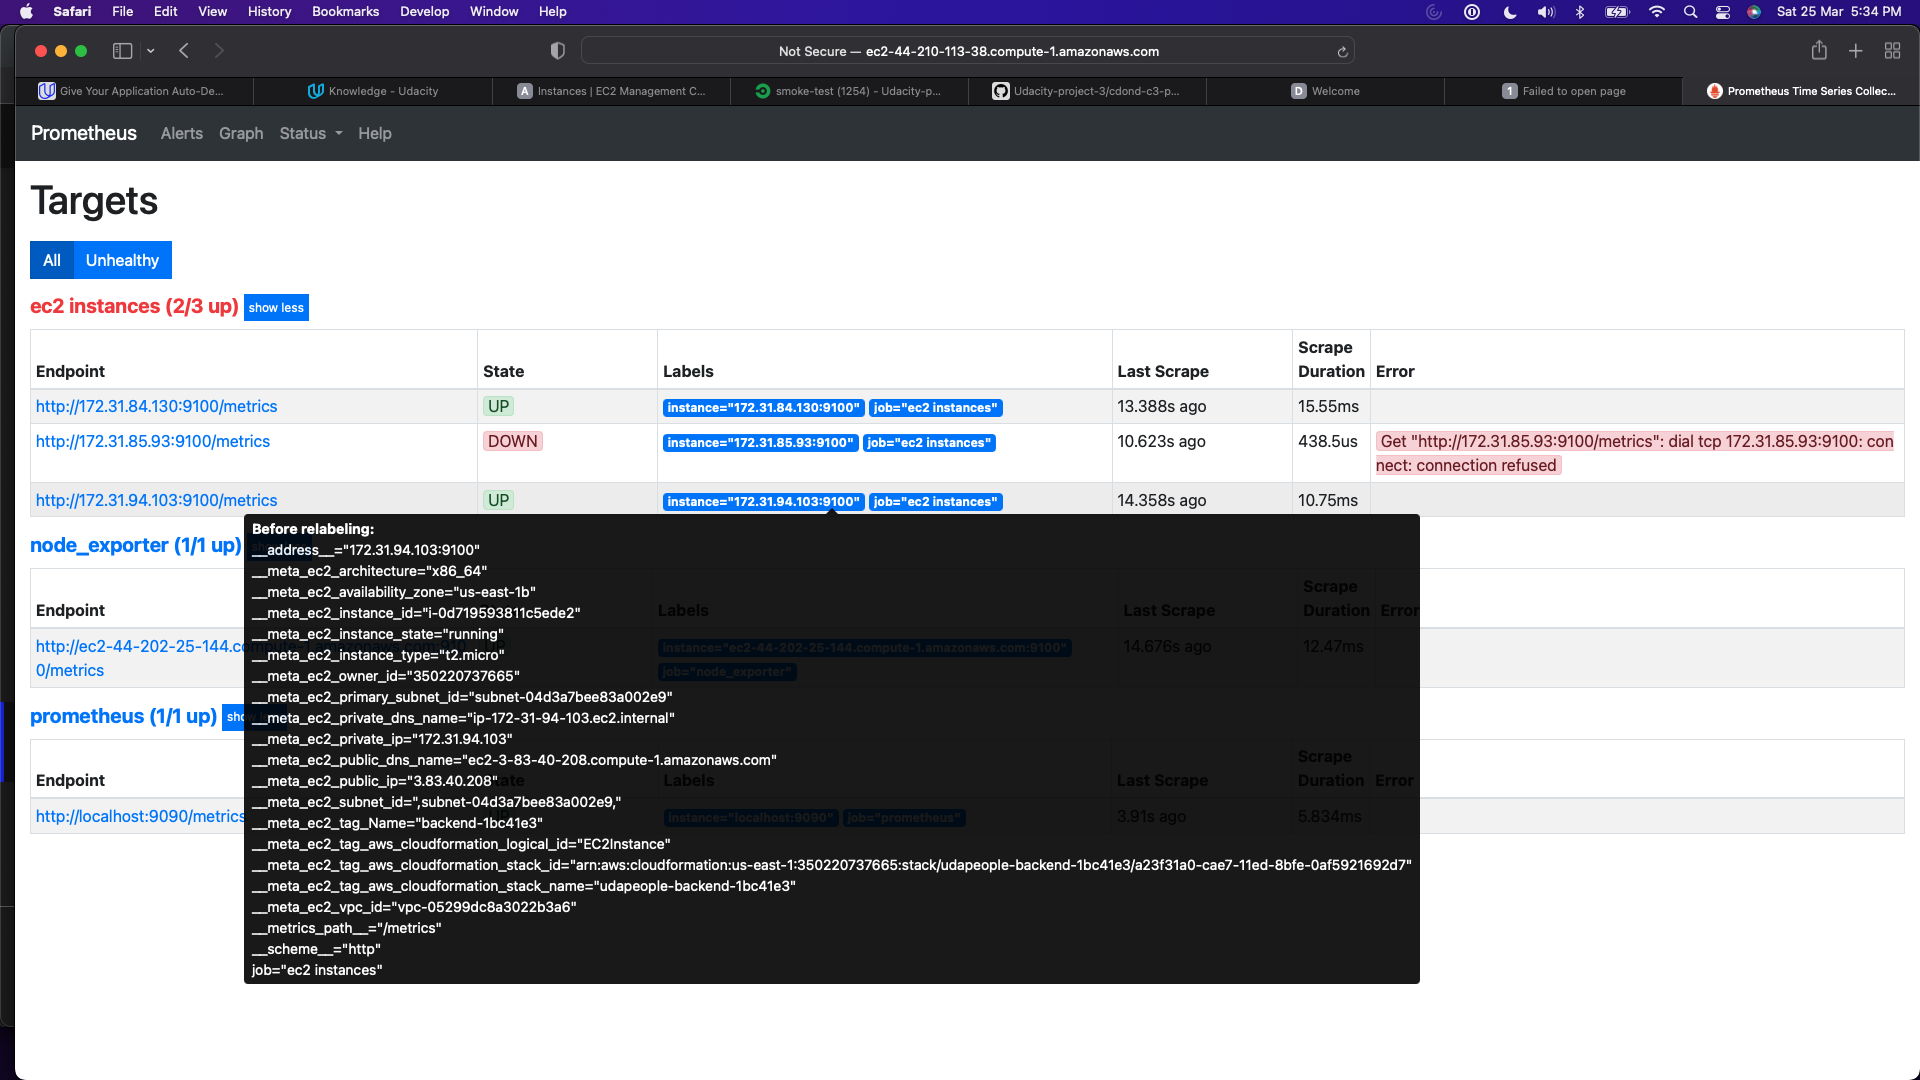 Safari File Edit View History Bookmarks Develop Window Help
Sat 25 Mar 5:34 PM
Not Secure — ec2-44-210-113-38.compute-1.amazonaws.com
Give Your Application Auto-De...
Knowledge - Udacity
A Instances | EC2 Management C...
smoke-test (1254) - Udacity-p...
Udacity-project-3/cdond-c3-p...
D Welcome
1 Failed to open page
Prometheus Time Series Collec...
Prometheus Alerts Graph Status Help
Targets
All Unhealthy
ec2 instances (2/3 up) show less
Endpoint State Labels Last Scrape Scrape Duration Error
http://172.31.84.130:9100/metrics UP instance="172.31.84.130:9100" job="ec2 instances" 13.388s ago 15.55ms
http://172.31.85.93:9100/metrics DOWN instance="172.31.85.93:9100" job="ec2 instances" 10.623s ago 438.5us Get "http://172.31.85.93:9100/metrics": dial tcp 172.31.85.93:9100: con
nect: connection refused
http://172.31.94.103:9100/metrics UP instance="172.31.94.103:9100" job="ec2 instances" 14.358s ago 10.75ms
Before relabeling:
__address__="172.31.94.103:9100"
__meta_ec2_architecture="x86_64"
__meta_ec2_availability_zone="us-east-1b"
__meta_ec2_instance_id="i-0d719593811c5ede2"
__meta_ec2_instance_state="running"
__meta_ec2_instance_type="t2.micro"
__meta_ec2_owner_id="350220737665"
__meta_ec2_primary_subnet_id="subnet-04d3a7bee83a002e9"
__meta_ec2_private_dns_name="ip-172-31-94-103.ec2.internal"
__meta_ec2_private_ip="172.31.94.103"
__meta_ec2_public_dns_name="ec2-3-83-40-208.compute-1.amazonaws.com"
__meta_ec2_public_ip="3.83.40.208"
__meta_ec2_subnet_id=",subnet-04d3a7bee83a002e9,"
__meta_ec2_tag_Name="backend-1bc41e3"
__meta_ec2_tag_aws_cloudformation_logical_id="EC2Instance"
__meta_ec2_tag_aws_cloudformation_stack_id="arn:aws:cloudformation:us-east-1:350220737665:stack/udapeople-backend-1bc41e3/a23f31a0-cae7-11ed-8bfe-0af5921692d7"
__meta_ec2_tag_aws_cloudformation_stack_name="udapeople-backend-1bc41e3"
__meta_ec2_vpc_id="vpc-05299dc8a3022b3a6"
__metrics_path__="/metrics"
__scheme__="http"
job="ec2 instances"
node_exporter (1/1 up)
Endpoint Labels Last Scrape Scrape Duration Error
http://ec2-44-202-25-144.co
0/metrics
instance="ec2-44-202-25-144.compute-1.amazonaws.com:9100"
job="node_exporter"
14.676s ago 12.47ms
prometheus (1/1 up) show
Endpoint Labels Last Scrape Scrape Duration Error
http://localhost:9090/metrics instance="localhost:9090" job="prometheus" 3.91s ago 5.834ms